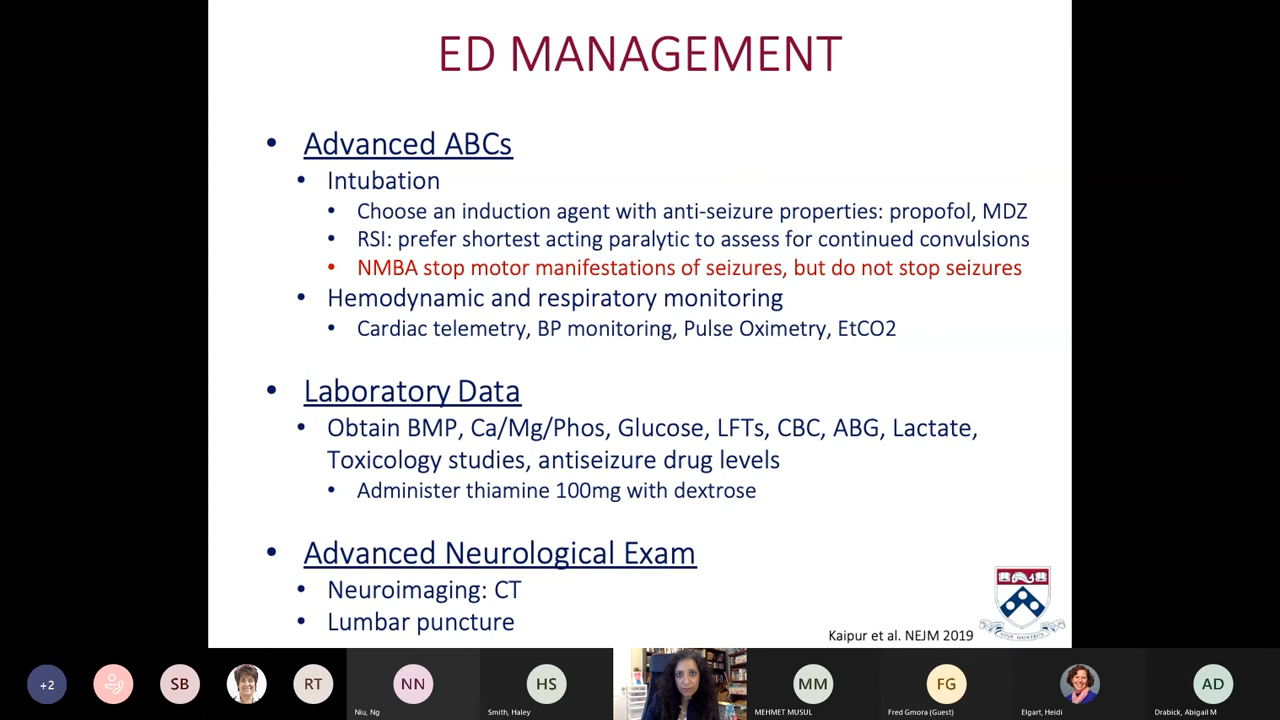 ED MANAGEMENT
• Advanced ABCs
• Intubation
• Choose an induction agent with anti-seizure properties: propofol, MDZ
• RSI: prefer shortest acting paralytic to assess for continued convulsions
• NMBA stop motor manifestations of seizures, but do not stop seizures
• Hemodynamic and respiratory monitoring
• Cardiac telemetry, BP monitoring, Pulse Oximetry, EtCO2
• Laboratory Data
• Obtain BMP, Ca/Mg/Phos, Glucose, LFTs, CBC, ABG, Lactate,
Toxicology studies, antiseizure drug levels
• Administer thiamine 100mg with dextrose
• Advanced Neurological Exam
• Neuroimaging: CT
• Lumbar puncture
Kaipur et al. NEJM 2019
+2
SB
RT
NN
HS
MM
FG
AD
Niu, Ng
Smith, Haley
MEHMET MUSUL
Fred Gmora (Guest)
Elgart, Heidi
Drabick, Abigail M